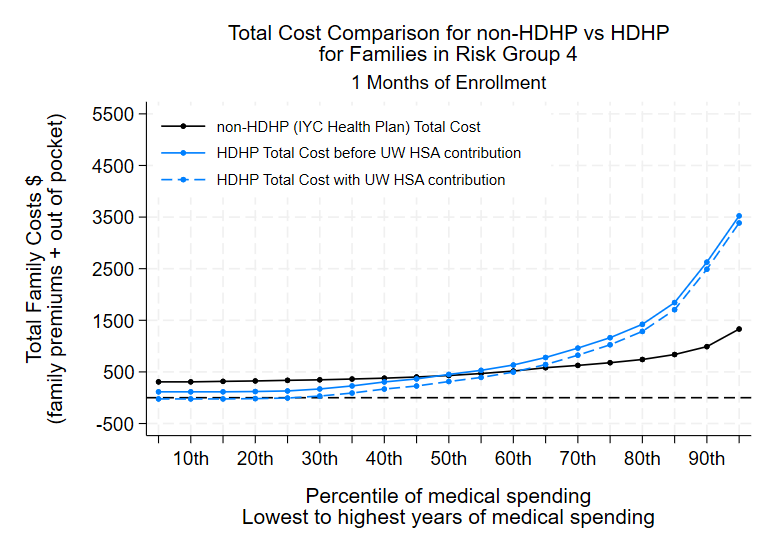 Total Cost Comparison for non-HDHP vs HDHP
for Families in Risk Group 4
1 Months of Enrollment
Total Family Costs $
(family premiums + out of pocket)
5500
4500
3500
2500
1500
500
-500
non-HDHP (IYC Health Plan) Total Cost
HDHP Total Cost before UW HSA contribution
HDHP Total Cost with UW HSA contribution
10th 20th 30th 40th 50th 60th 70th 80th 90th
Percentile of medical spending
Lowest to highest years of medical spending